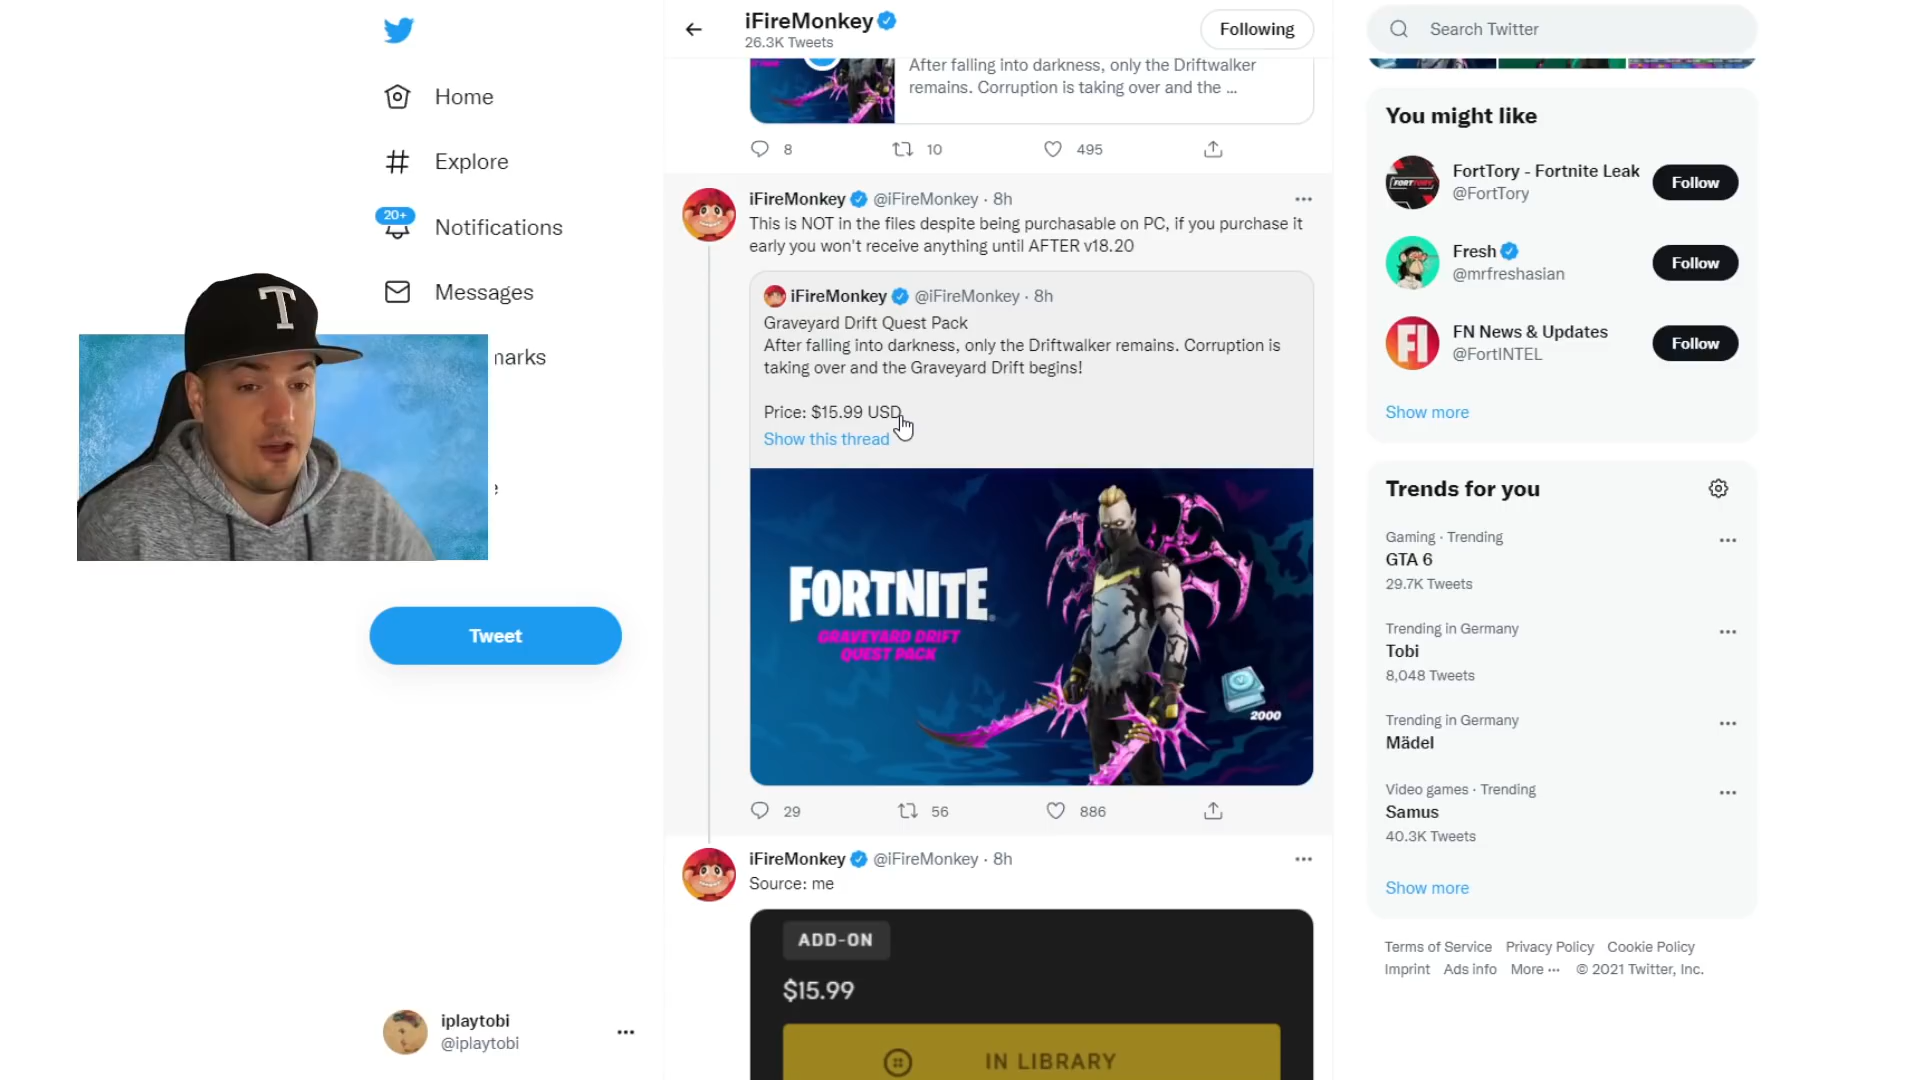 iFireMonkey
26.3K Tweets
Following
Search Twitter
Home
Explore
20+
Notifications
Messages
marks
Tweet
iplaytobi
@iplaytobi
T
After falling into darkness, only the Driftwalker
remains. Corruption is taking over and the ...
8 10 495
iFireMonkey @iFireMonkey · 8h
This is NOT in the files despite being purchasable on PC, if you purchase it
early you won't receive anything until AFTER v18.20
iFireMonkey @iFireMonkey · 8h
Graveyard Drift Quest Pack
After falling into darkness, only the Driftwalker remains. Corruption is
taking over and the Graveyard Drift begins!
Price: $15.99 USD
Show this thread
FORTNITE
GRAVEYARD DRIFT
QUEST PACK
2000
29 56 886
iFireMonkey @iFireMonkey · 8h
Source: me
ADD-ON
$15.99
IN LIBRARY
You might like
FortTory - Fortnite Leak
@FortTory
Follow
Fresh
@mrfreshasian
Follow
FN News & Updates
@FortINTEL
Follow
Show more
Trends for you
Gaming · Trending
GTA 6
29.7K Tweets
Trending in Germany
Tobi
8,048 Tweets
Trending in Germany
Mädel
Video games · Trending
Samus
40.3K Tweets
Show more
Terms of Service Privacy Policy Cookie Policy
Imprint Ads info More ··· © 2021 Twitter, Inc.